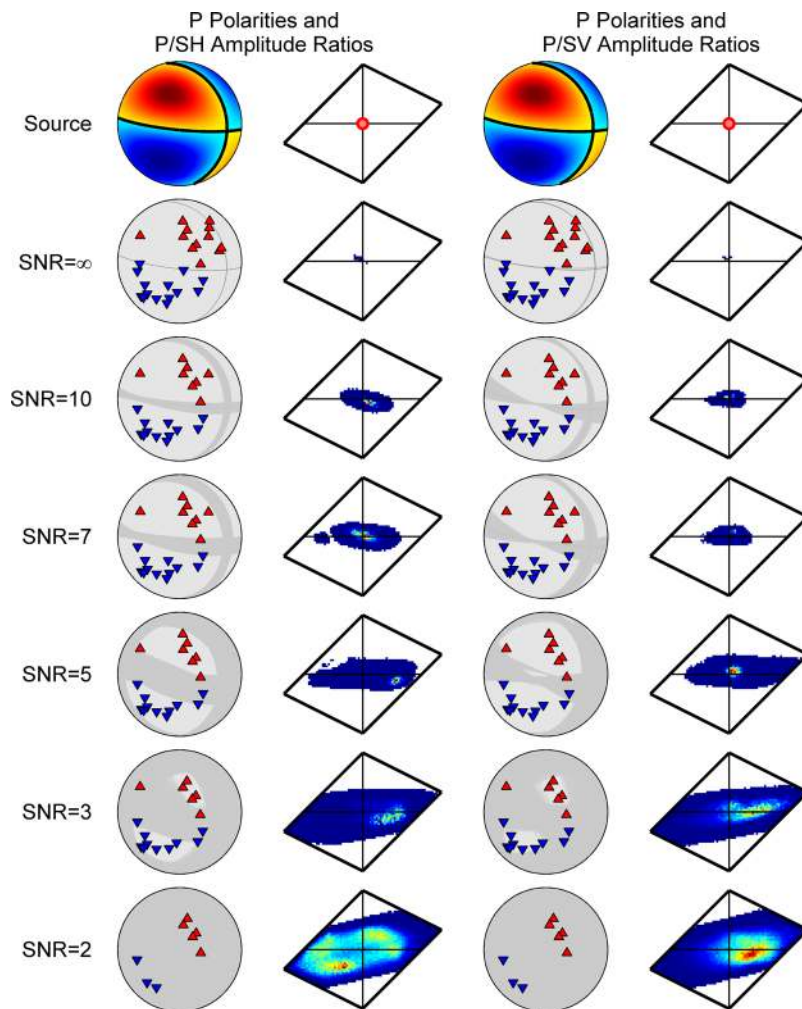 P Polarities and
P/SH Amplitude Ratios
P Polarities and
P/SV Amplitude Ratios
Source
SNR=∞
SNR=10
SNR=7
SNR=5
SNR=3
SNR=2